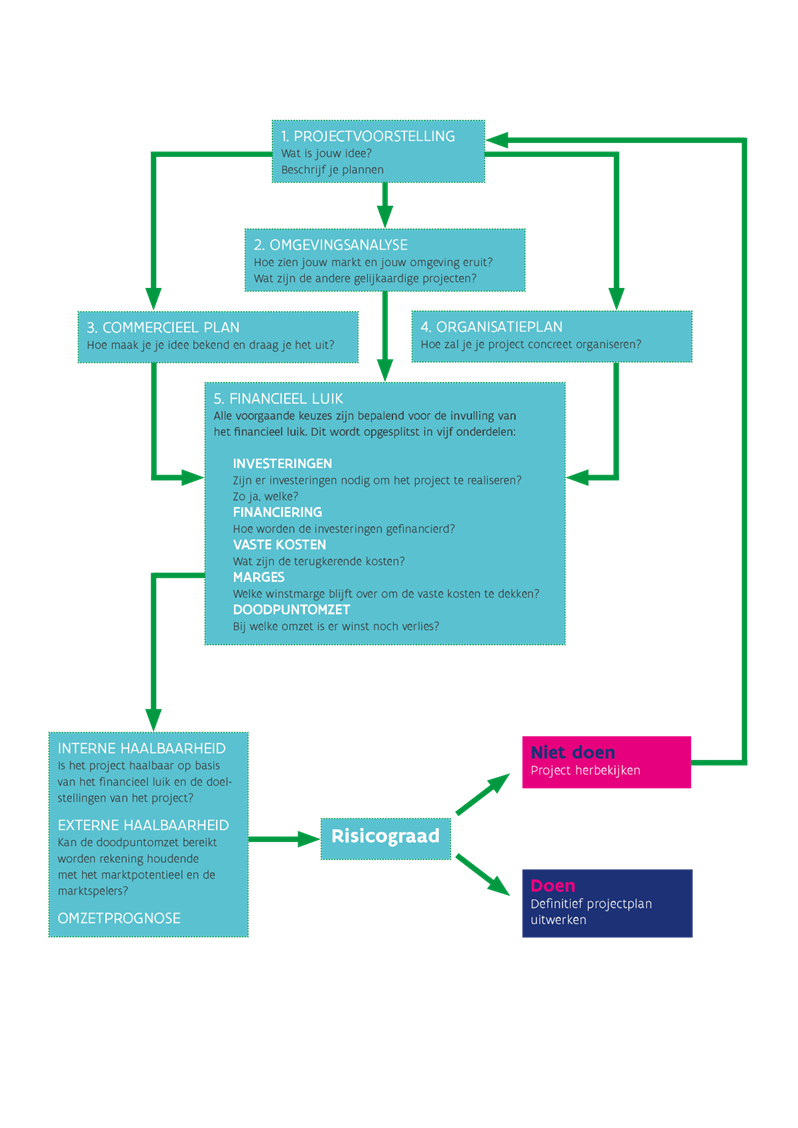 1. PROJECTVOORSTELLING
Wat is jouw idee?
Beschrijf je plannen
2. OMGEVINGSANALYSE
Hoe zien jouw markt en jouw omgeving eruit?
Wat zijn de andere gelijkaardige projecten?
3. COMMERCIEEL PLAN
Hoe maak je je idee bekend en draag je het uit?
4. ORGANISATIEPLAN
Hoe zal je je project concreet organiseren?
5. FINANCIEEL LUIK
Alle voorgaande keuzes zijn bepalend voor de invulling van
het financieel luik. Dit wordt opgesplitst in vijf onderdelen:
INVESTERINGEN
Zijn er investeringen nodig om het project te realiseren?
Zo ja, welke?
FINANCIERING
Hoe worden de investeringen gefinancierd?
VASTE KOSTEN
Wat zijn de terugkerende kosten?
MARGES
Welke winstmarge blijft over om de vaste kosten te dekken?
DOODPUNTOMZET
Bij welke omzet is er winst noch verlies?
INTERNE HAALBAARHEID
Is het project haalbaar op basis
van het financieel luik en de doel-
stellingen van het project?
EXTERNE HAALBAARHEID
Kan de doodpuntomzet bereikt
worden rekening houdende
met het marktpotentieel en de
marktspelers?
OMZETPROGNOSE
Risicograad
Niet doen
Project herbekijken
Doen
Definitief projectplan
uitwerken